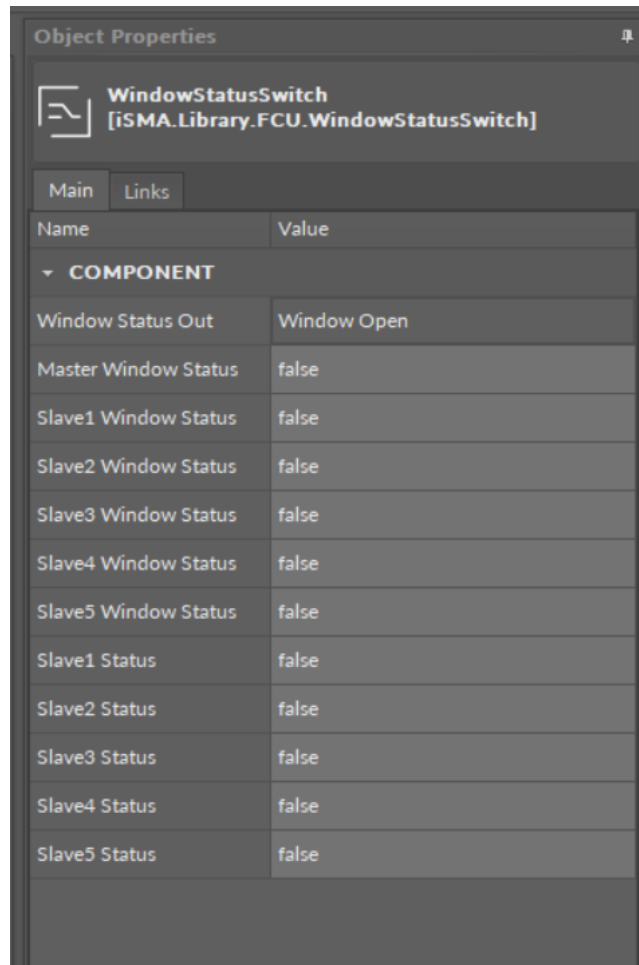 Object Properties
WindowStatusSwitch
[iSMA.Library.FCU.WindowStatusSwitch]
Main Links
Name Value
COMPONENT
Window Status Out Window Open
Master Window Status false
Slave1 Window Status false
Slave2 Window Status false
Slave3 Window Status false
Slave4 Window Status false
Slave5 Window Status false
Slave1 Status false
Slave2 Status false
Slave3 Status false
Slave4 Status false
Slave5 Status false